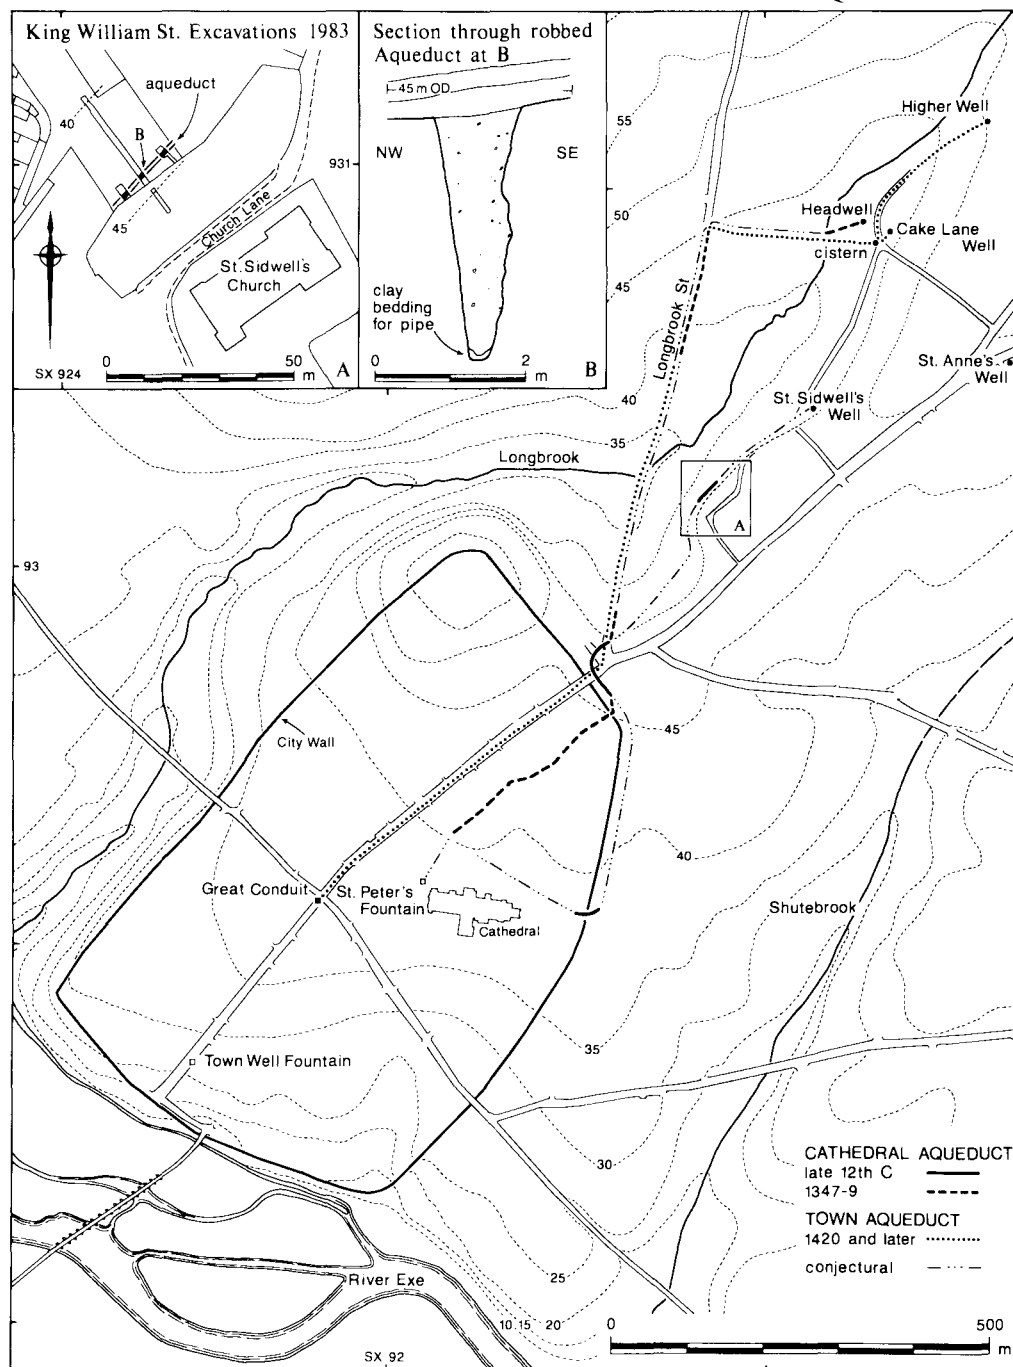 King William St. Excavations 1983
aqueduct
40
B
931
45
Church Lane
St. Sidwell's
Church
0 50
m
SX 924
A
Section through robbed
Aqueduct at B
45m OD
NW SE
clay
bedding
for pipe
0 2
m
B
55
Higher Well
50
Headwell
Cake Lane
Well
cistern
45
Longbrook St
St. Anne's
Well
40
St. Sidwell's
Well
35
Longbrook
A
93
City Wall
45
40
Great Conduit
St. Peter's
Fountain
Cathedral
Shutebrook
35
Town Well Fountain
30
CATHEDRAL AQUEDUCT
late 12th C
1347-9
TOWN AQUEDUCT
1420 and later
conjectural
River Exe
25
10 15 20
0 500
m
SX 92